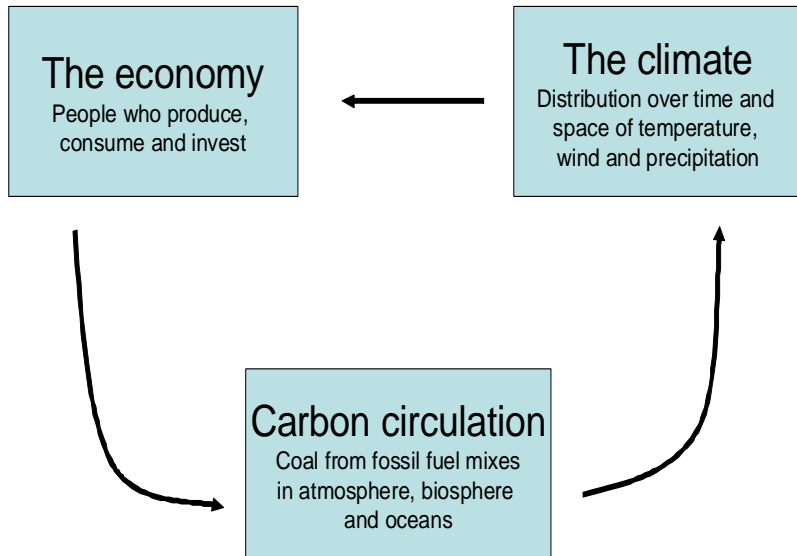 The economy
People who produce,
consume and invest
The climate
Distribution over time and
space of temperature,
wind and precipitation
Carbon circulation
Coal from fossil fuel mixes
in atmosphere, biosphere
and oceans